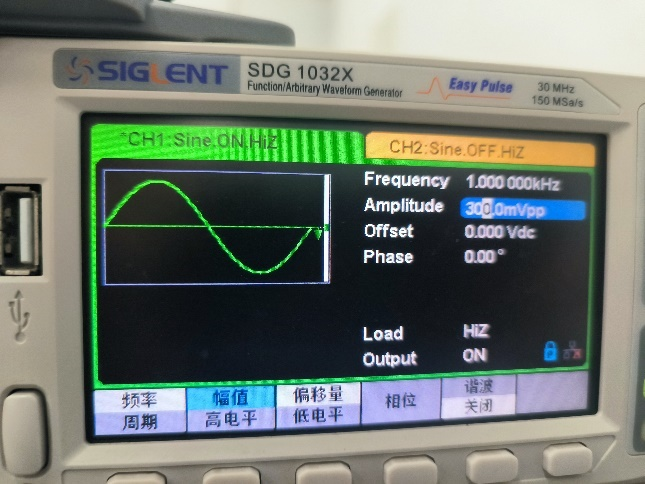 SIGLENT
SDG 1032X
Function/Arbitrary Waveform Generator
Easy Pulse
30 MHz
150 MSa/s
CH1:Sine.ON.HiZ
CH2:Sine.OFF.HiZ
Frequency 1.000 000kHz
Amplitude 300.0mVpp
Offset 0.000 Vdc
Phase 0.00 °
Load HiZ
Output ON
频率 幅值 偏移量 相位 谐波
周期 高电平 低电平 关闭